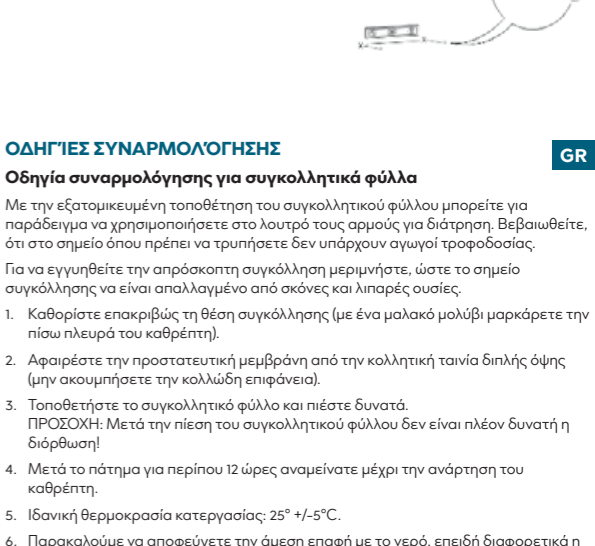 ΟΔΗΓΊΕΣ ΣΥΝΑΡΜΟΛΌΓΗΣΗΣ
GR
Οδηγία συναρμολόγησης για συγκολλητικά φύλλα
Με την εξατομικευμένη τοποθέτηση του συγκολλητικού φύλλου μπορείτε για
παράδειγμα να χρησιμοποιήσετε στο λουτρό τους αρμούς για διάτρηση. Βεβαιωθείτε,
ότι στο σημείο όπου πρέπει να τρυπήσετε δεν υπάρχουν αγωγοί τροφοδοσίας.
Για να εγγυηθείτε την απρόσκοπτη συγκόλληση μεριμνήστε, ώστε το σημείο
συγκόλλησης να είναι απαλλαγμένο από σκόνες και λιπαρές ουσίες.
1. Καθορίστε επακριβώς τη θέση συγκόλλησης (με ένα μαλακό μολύβι μαρκάρετε την
πίσω πλευρά του καθρέπτη).
2. Αφαιρέστε την προστατευτική μεμβράνη από την κολλητική ταινία διπλής όψης
(μην ακουμπήσετε την κολλώδη επιφάνεια).
3. Τοποθετήστε το συγκολλητικό φύλλο και πιέστε δυνατά.
ΠΡΟΣΟΧΗ: Μετά την πίεση του συγκολλητικού φύλλου δεν είναι πλέον δυνατή η
διόρθωση!
4. Μετά το πάτημα για περίπου 12 ώρες αναμείνατε μέχρι την ανάρτηση του
καθρέπτη.
5. Ιδανική θερμοκρασία κατεργασίας: 25° +/-5°C.
6. Παρακαλούμε να αποφεύγετε την άμεση επαφή με το νερό, επειδή διαφορετικά η